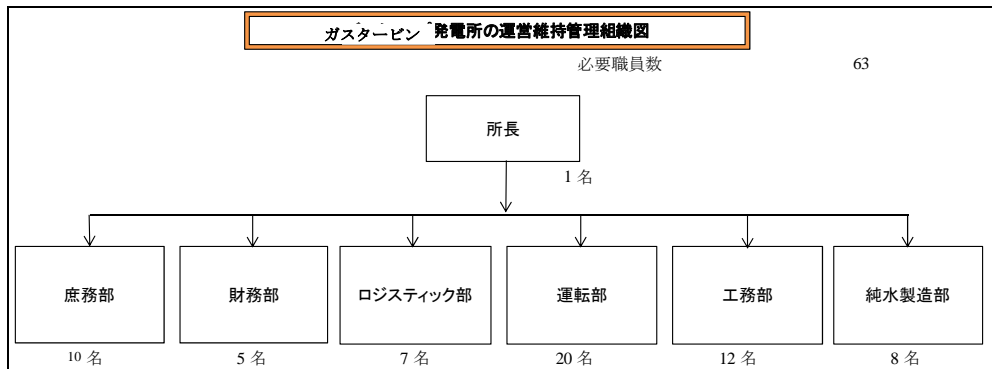 ガスタービン 発電所の運営維持管理組織図
必要職員数 63
所長
1 名
庶務部 財務部 ロジスティック部 運転部 工務部 純水製造部
10 名 5 名 7 名 20 名 12 名 8 名